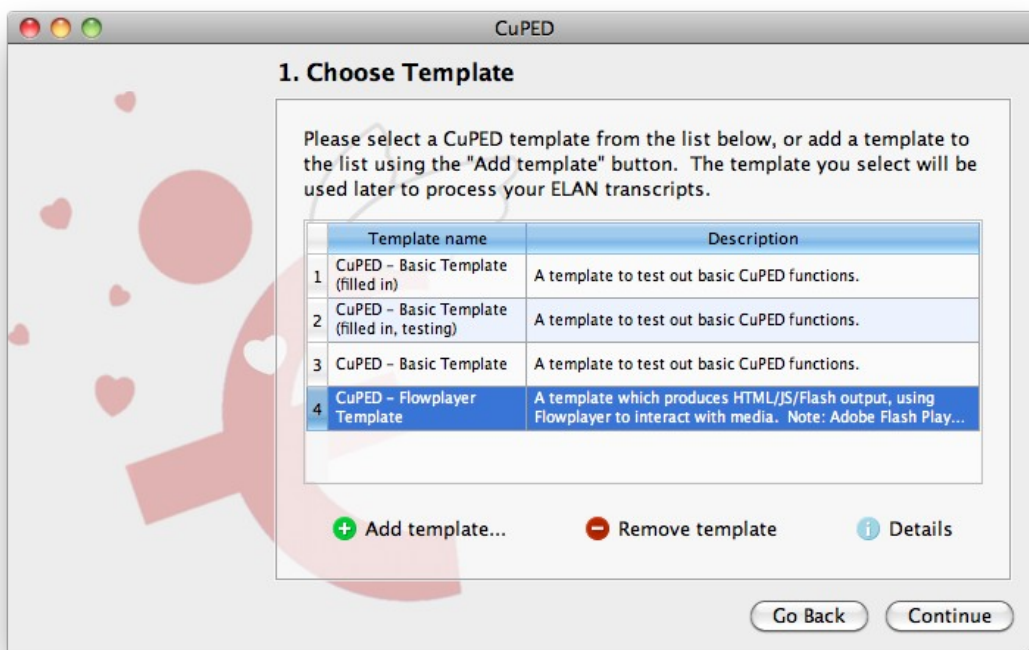 CuPED
1. Choose Template
Please select a CuPED template from the list below, or add a template to
the list using the "Add template" button. The template you select will be
used later to process your ELAN transcripts.
Template name Description
1 CuPED – Basic Template A template to test out basic CuPED functions.
(filled in)
2 CuPED – Basic Template A template to test out basic CuPED functions.
(filled in, testing)
3 CuPED – Basic Template A template to test out basic CuPED functions.
4 CuPED – Flowplayer A template which produces HTML/JS/Flash output, using
Template Flowplayer to interact with media. Note: Adobe Flash Play...
Add template... Remove template Details
Go Back Continue